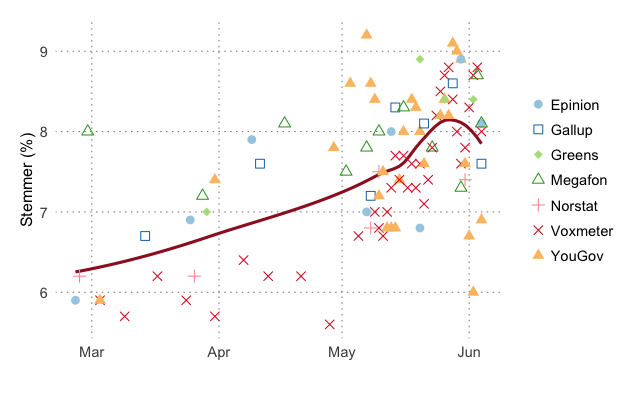 9
8
7
6
Stemmer (%)
Mar Apr May Jun
Epinion
Gallup
Greens
Megafon
Norstat
Voxmeter
YouGov